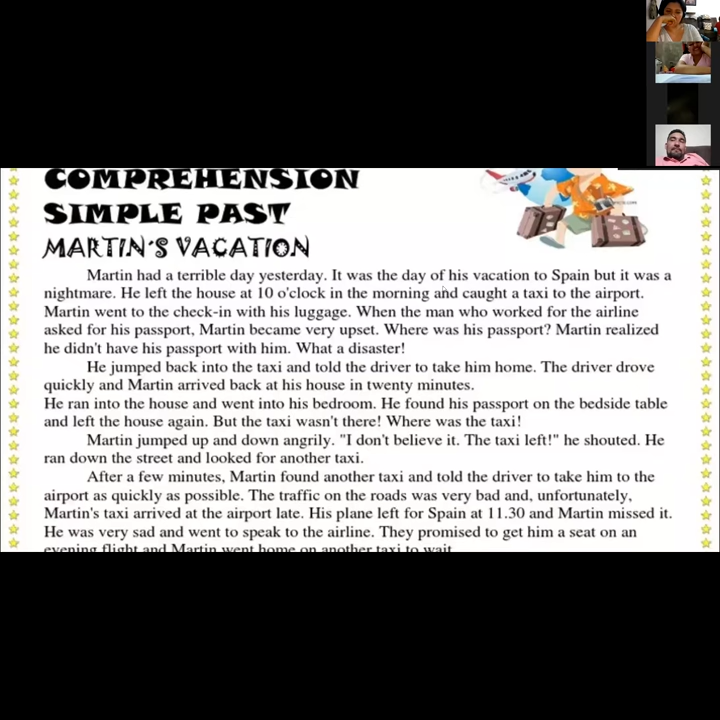 COMPREHENSION
SIMPLE PAST
MARTIN'S VACATION
Martin had a terrible day yesterday. It was the day of his vacation to Spain but it was a
nightmare. He left the house at 10 o'clock in the morning and caught a taxi to the airport.
Martin went to the check-in with his luggage. When the man who worked for the airline
asked for his passport, Martin became very upset. Where was his passport? Martin realized
he didn't have his passport with him. What a disaster!
He jumped back into the taxi and told the driver to take him home. The driver drove
quickly and Martin arrived back at his house in twenty minutes.
He ran into the house and went into his bedroom. He found his passport on the bedside table
and left the house again. But the taxi wasn't there! Where was the taxi!
Martin jumped up and down angrily. "I don't believe it. The taxi left!" he shouted. He
ran down the street and looked for another taxi.
After a few minutes, Martin found another taxi and told the driver to take him to the
airport as quickly as possible. The traffic on the roads was very bad and, unfortunately,
Martin's taxi arrived at the airport late. His plane left for Spain at 11.30 and Martin missed it.
He was very sad and went to speak to the airline. They promised to get him a seat on an
evening flight and Martin went home on another taxi to wait